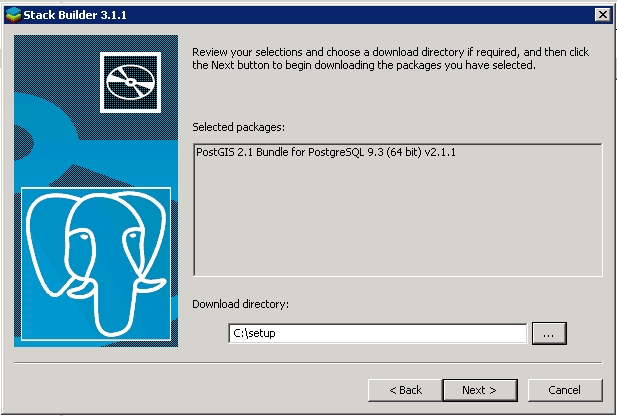 Stack Builder 3.1.1
Review your selections and choose a download directory if required, and then click
the Next button to begin downloading the packages you have selected.
Selected packages:
PostGIS 2.1 Bundle for PostgreSQL 9.3 (64 bit) v2.1.1
Download directory:
C:\setup
...
< Back
Next >
Cancel